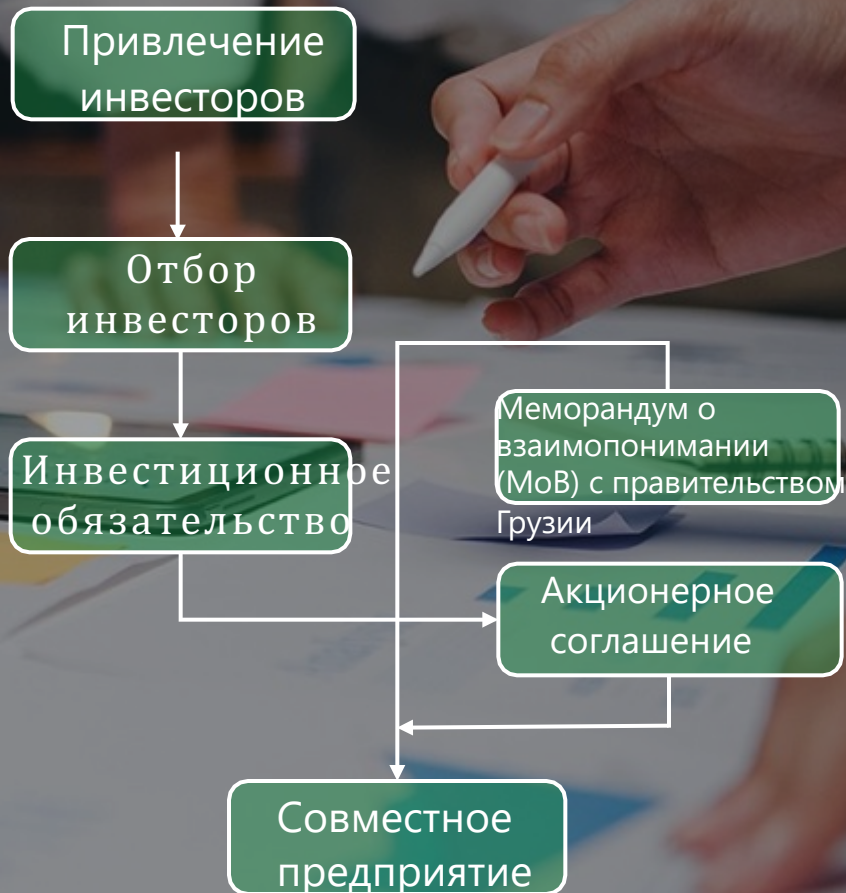 Привлечение
инвесторов
Отбор
инвесторов
Инвестиционное
обязательство
Меморандум о
взаимопонимании
(МоВ) с правительством
Грузии
Акционерное
соглашение
Совместное
предприятие